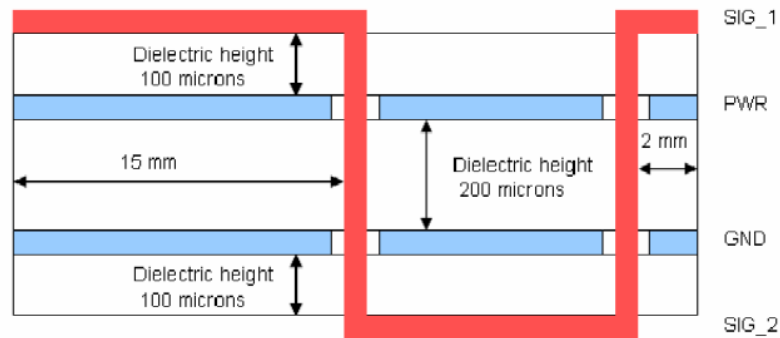 SIG_1
Dielectric height
100 microns
PWR
15 mm
Dielectric height
200 microns
2 mm
GND
Dielectric height
100 microns
SIG_2